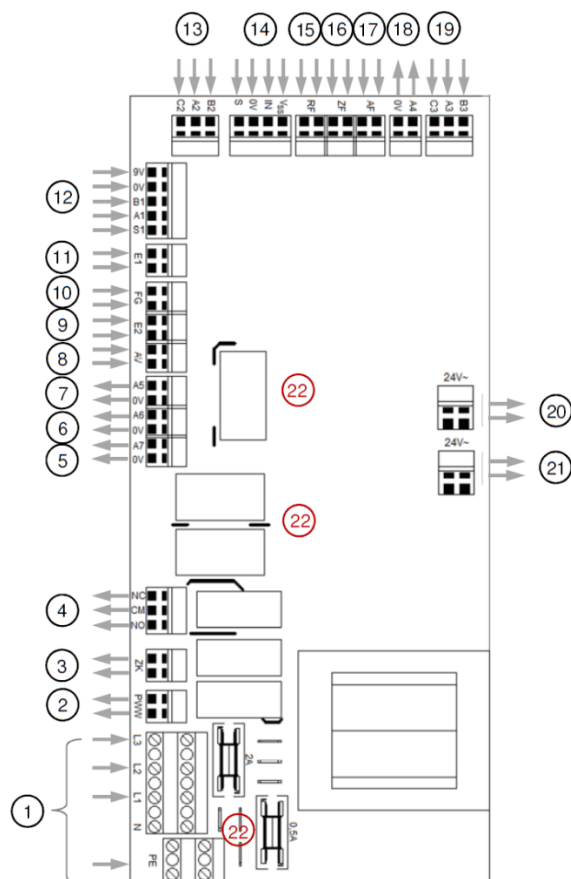 13 14 15 16 17 18 19
C2 A2 B2 S 0V IN Vss RF ZF AF 0V A4 C3 A3 B3
12
9V
0V
B1
A1
S1
11
E1
10
FG
9
E2
8
AV
7
A5
0V
6
A6
0V
5
A7
0V
22
24V~
20
24V~
21
22
4
NC
CM
NO
3
ZK
2
PWW
1
L3
L2
L1
N
PE
2A
22
0,5A